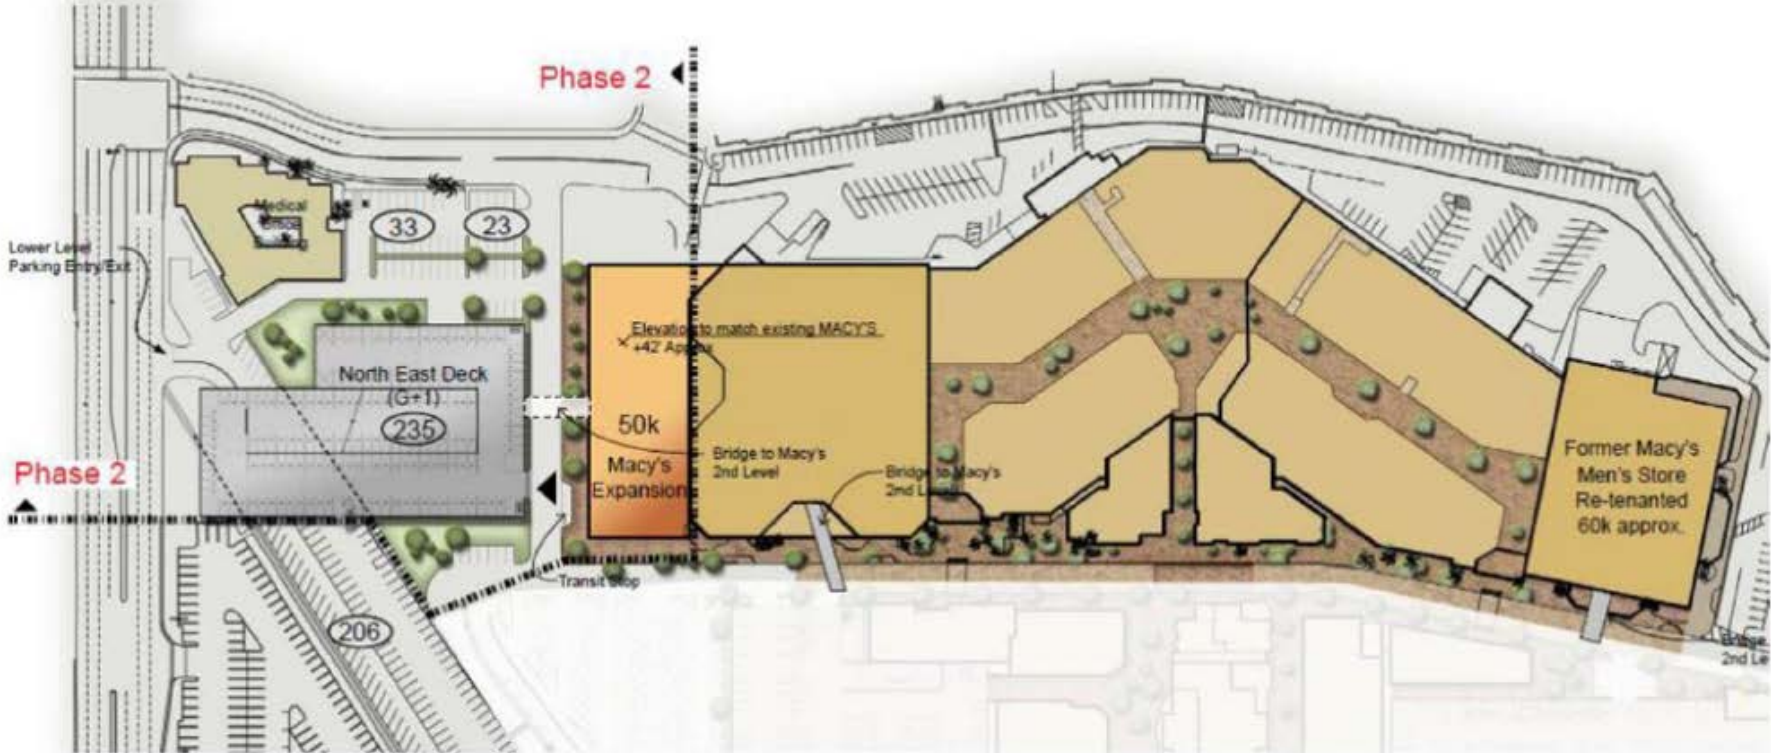 Phase 2
Medical
Office
33
23
Lower Level
Parking Entry/Exit
Elevation to match existing MACY'S
+42' Approx
North East Deck
(G+1)
235
50k
Macy's
Expansion
Bridge to Macy's
2nd Level
Bridge to Macy's
2nd Level
Former Macy's
Men's Store
Re-tenanted
60k approx.
Phase 2
Transit Stop
206
Bridge
2nd Le